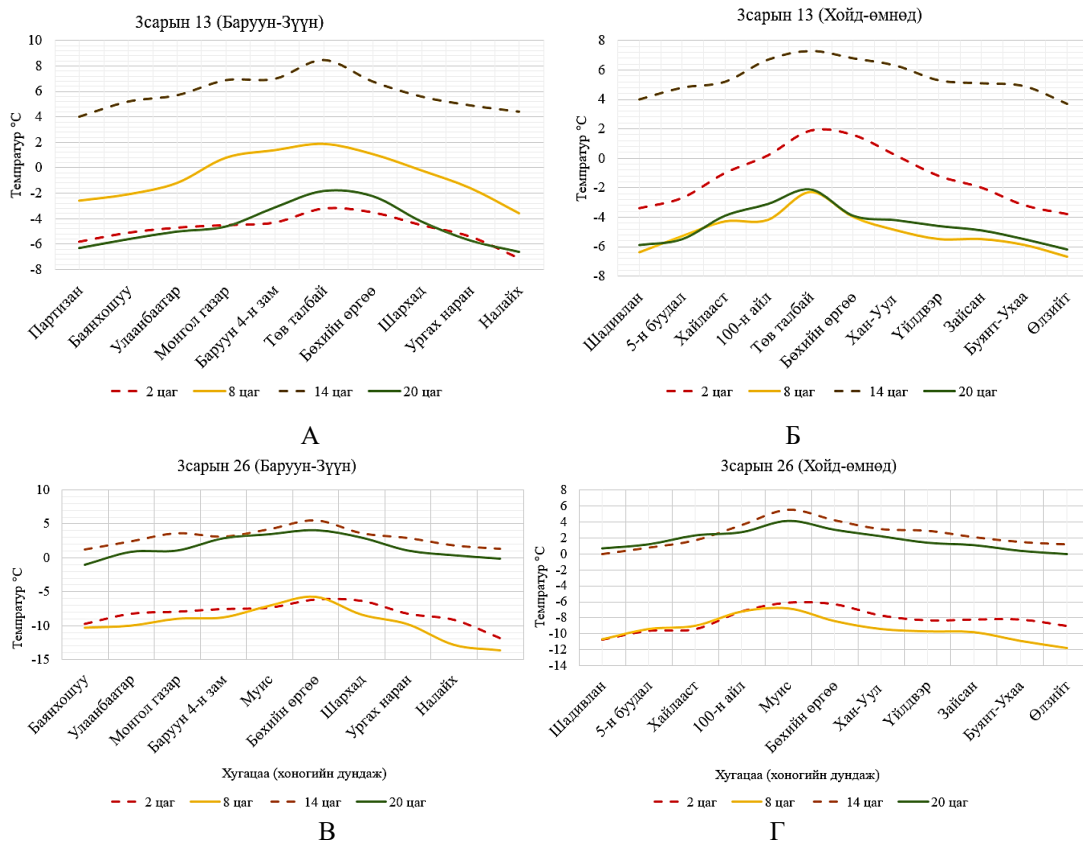 3сарын 13 (Баруун-Зүүн)
Темпратур °C
10
8
6
4
2
0
-2
-4
-6
-8
Партизан
Баянхошуу
Улаанбаатар
Монгол газар
Баруун 4-н зам
Төв талбай
Бөхийн өргөө
Шархад
Ургах наран
Налайх
2 цаг 8 цаг 14 цаг 20 цаг
А
3сарын 13 (Хойд-өмнөд)
Темпратур °C
8
6
4
2
0
-2
-4
-6
-8
Шадивлан
5-н буудал
Хайлааст
100-н айл
Төв талбай
Бөхийн өргөө
Хан-Уул
Үйлдвэр
Зайсан
Буянт-Ухаа
Өлзийт
2 цаг 8 цаг 14 цаг 20 цаг
Б
3сарын 26 (Баруун-Зүүн)
Темпратур °C
10
5
0
-5
-10
-15
Баянхошуу
Улаанбаатар
Монгол газар
Баруун 4-н зам
Муис
Бөхийн өргөө
Шархад
Ургах наран
Налайх
Хугацаа (хоногийн дундаж)
2 цаг 8 цаг 14 цаг 20 цаг
В
3сарын 26 (Хойд-өмнөд)
Темпратур °C
8
6
4
2
0
-2
-4
-6
-8
-10
-12
-14
Шадивлан
5-н буудал
Хайлааст
100-н айл
Муис
Бөхийн өргөө
Хан-Уул
Үйлдвэр
Зайсан
Буянт-Ухаа
Өлзийт
Хугацаа (хоногийн дундаж)
2 цаг 8 цаг 14 цаг 20 цаг
Г